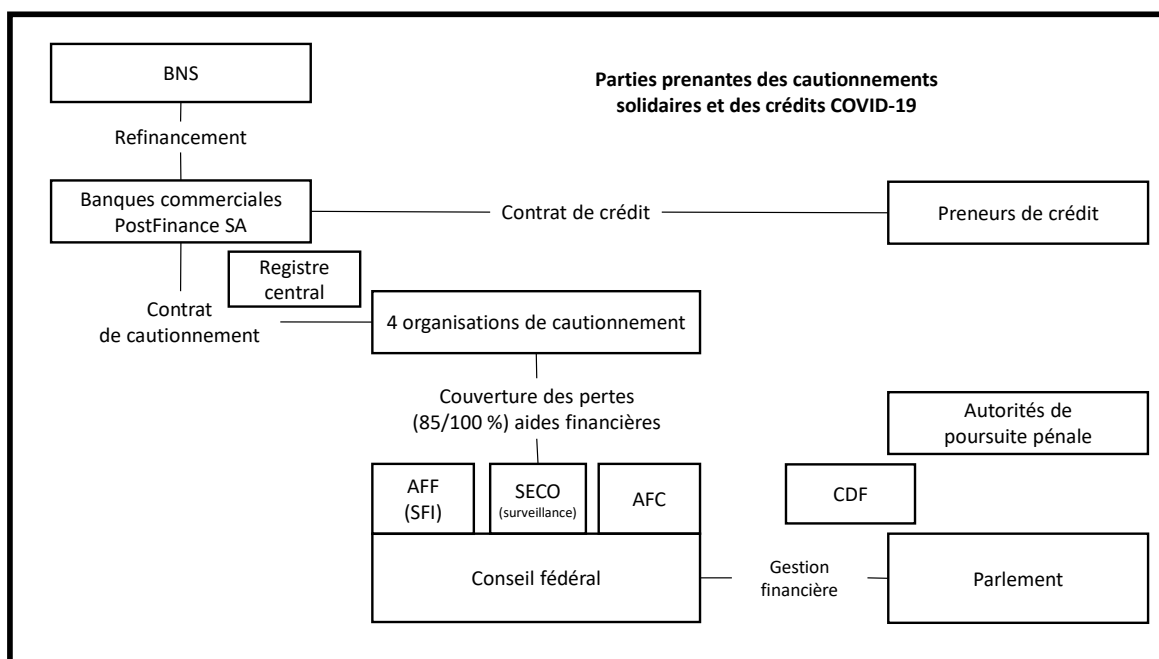 BNS
Parties prenantes des cautionnements
solidaires et des crédits COVID-19
Refinancement
Banques commerciales
PostFinance SA
Contrat de crédit
Preneurs de crédit
Registre
central
Contrat
de cautionnement
4 organisations de cautionnement
Couverture des pertes
(85/100 %) aides financières
Autorités de
poursuite pénale
AFF
(SFI)
SECO
(surveillance)
AFC
CDF
Conseil fédéral
Gestion
financière
Parlement